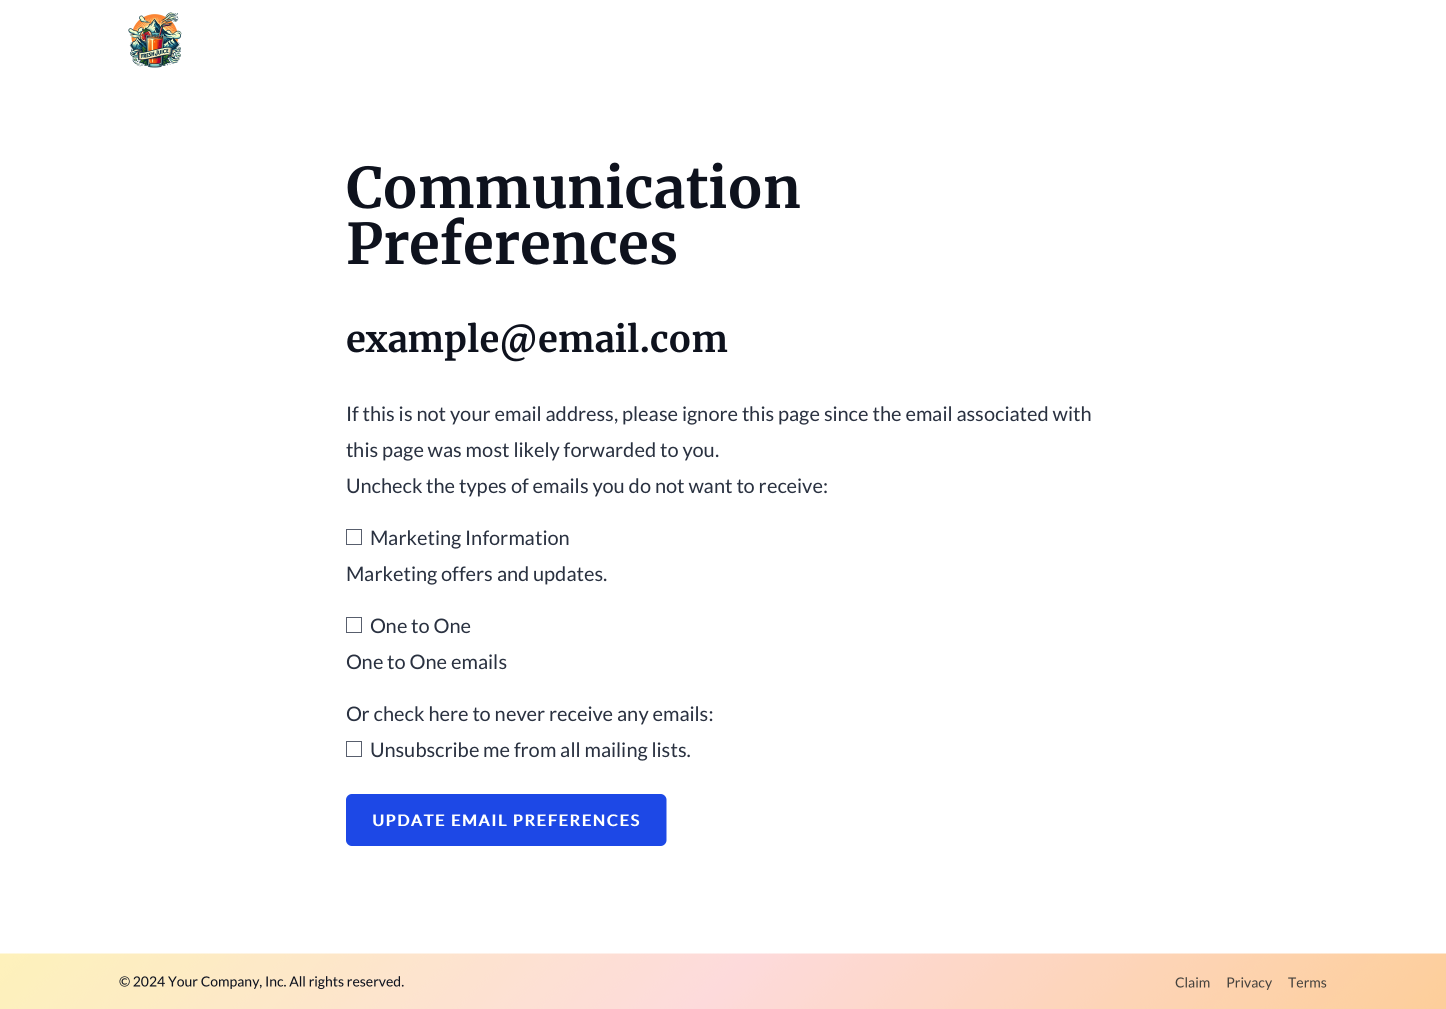 FRESH JUICE
Communication
Preferences
example@email.com
If this is not your email address, please ignore this page since the email associated with
this page was most likely forwarded to you.
Uncheck the types of emails you do not want to receive:
Marketing Information
Marketing offers and updates.
One to One
One to One emails
Or check here to never receive any emails:
Unsubscribe me from all mailing lists.
UPDATE EMAIL PREFERENCES
© 2024 Your Company, Inc. All rights reserved.
Claim Privacy Terms